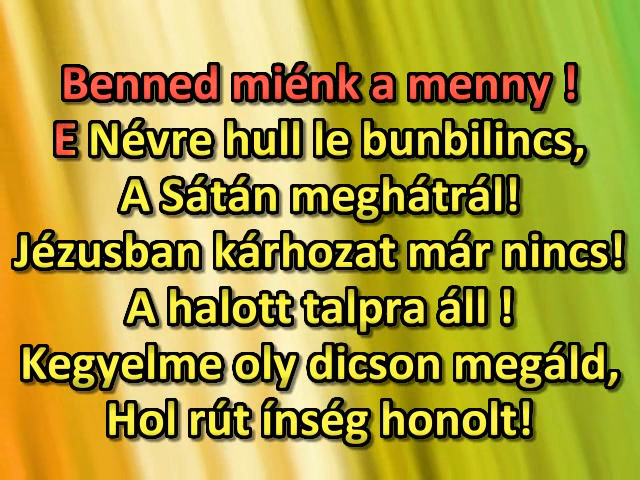 Benned miénk a menny !
E Névre hull le bunbilincs,
A Sátán meghátrál!
Jézusban kárhozat már nincs!
A halott talpra áll !
Kegyelme oly dicson megáld,
Hol rút ínség honolt!